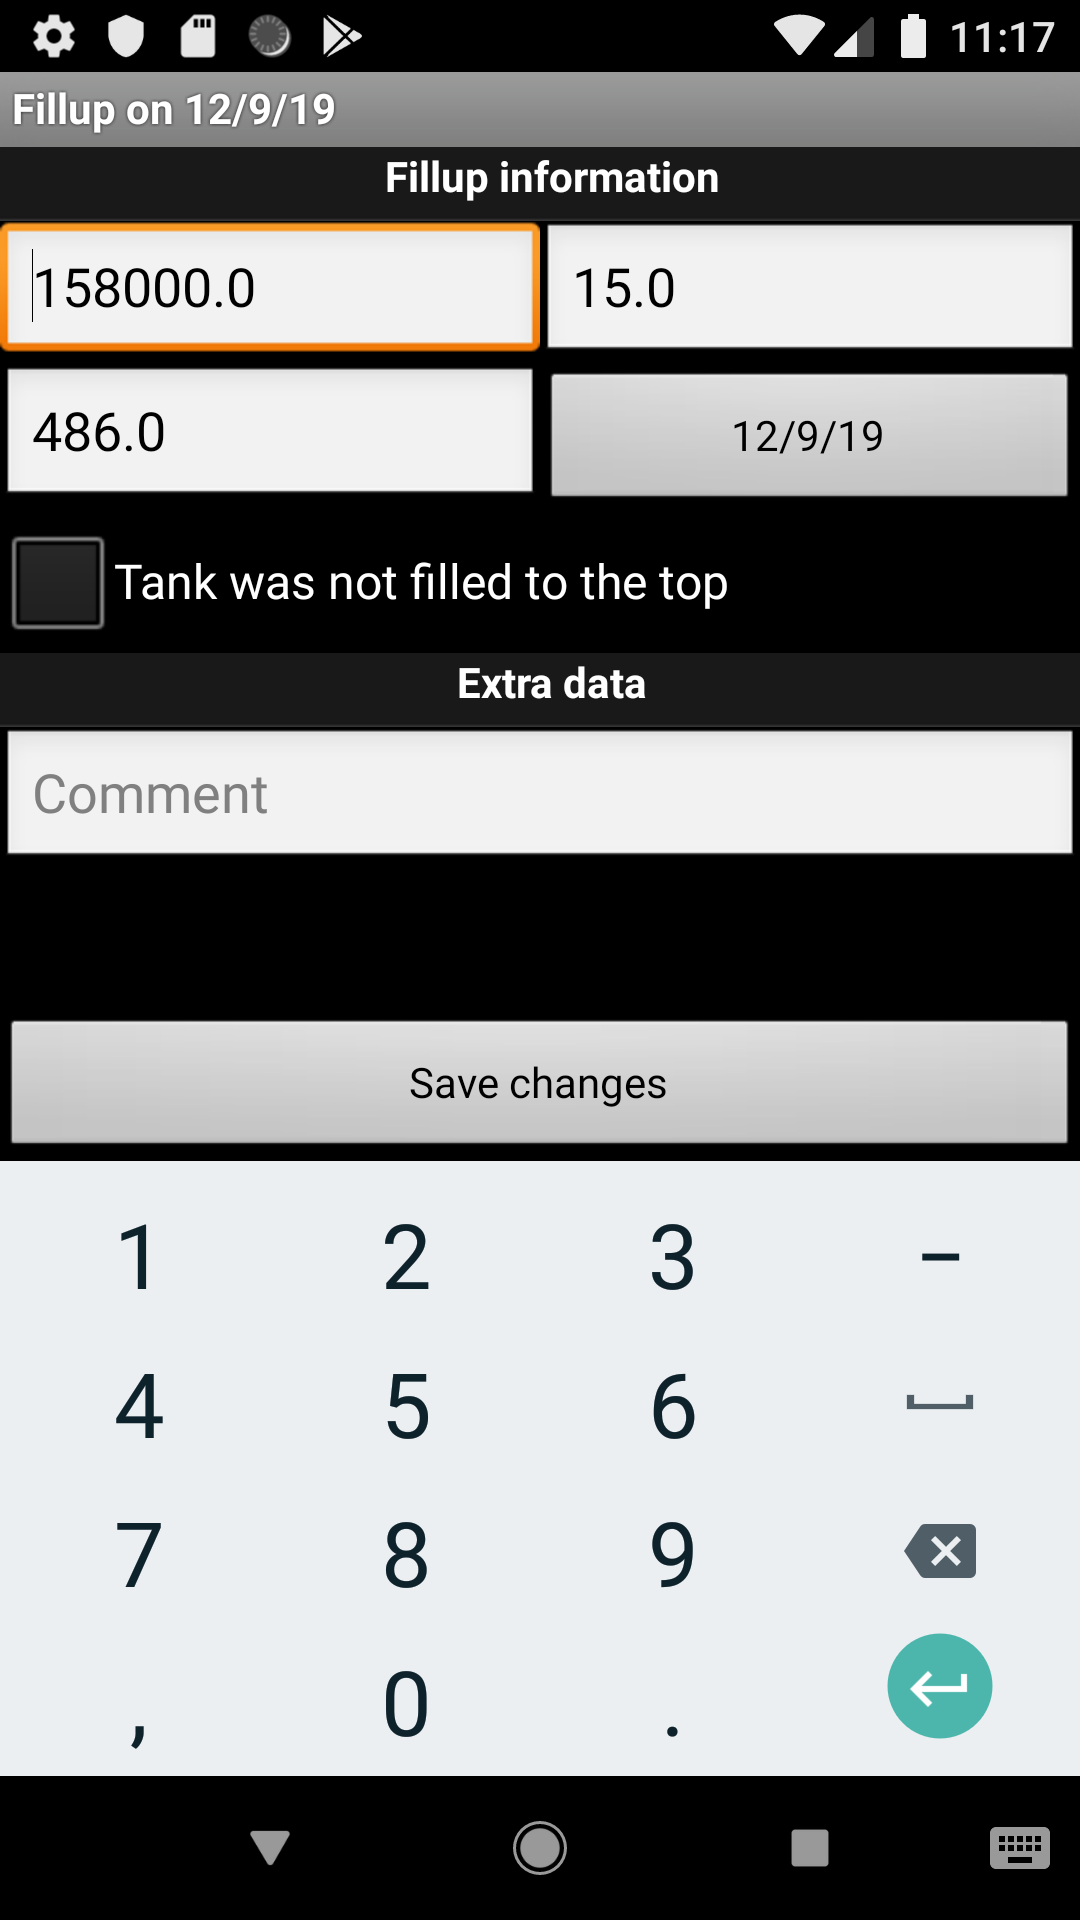 11:17
Fillup on 12/9/19
Fillup information
158000.0
15.0
486.0
12/9/19
Tank was not filled to the top
Extra data
Comment
Save changes
1 2 3 –
4 5 6
7 8 9
, 0 .